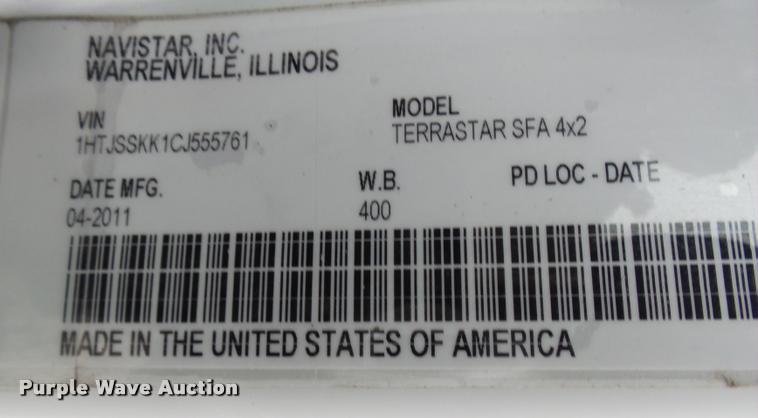 NAVISTAR, INC.
WARRENVILLE, ILLINOIS
VIN
1HTJSSKK1CJ555761
MODEL
TERRASTAR SFA 4x2
DATE MFG.
04-2011
W.B.
400
PD LOC - DATE
MADE IN THE UNITED STATES OF AMERICA
Purple Wave Auction